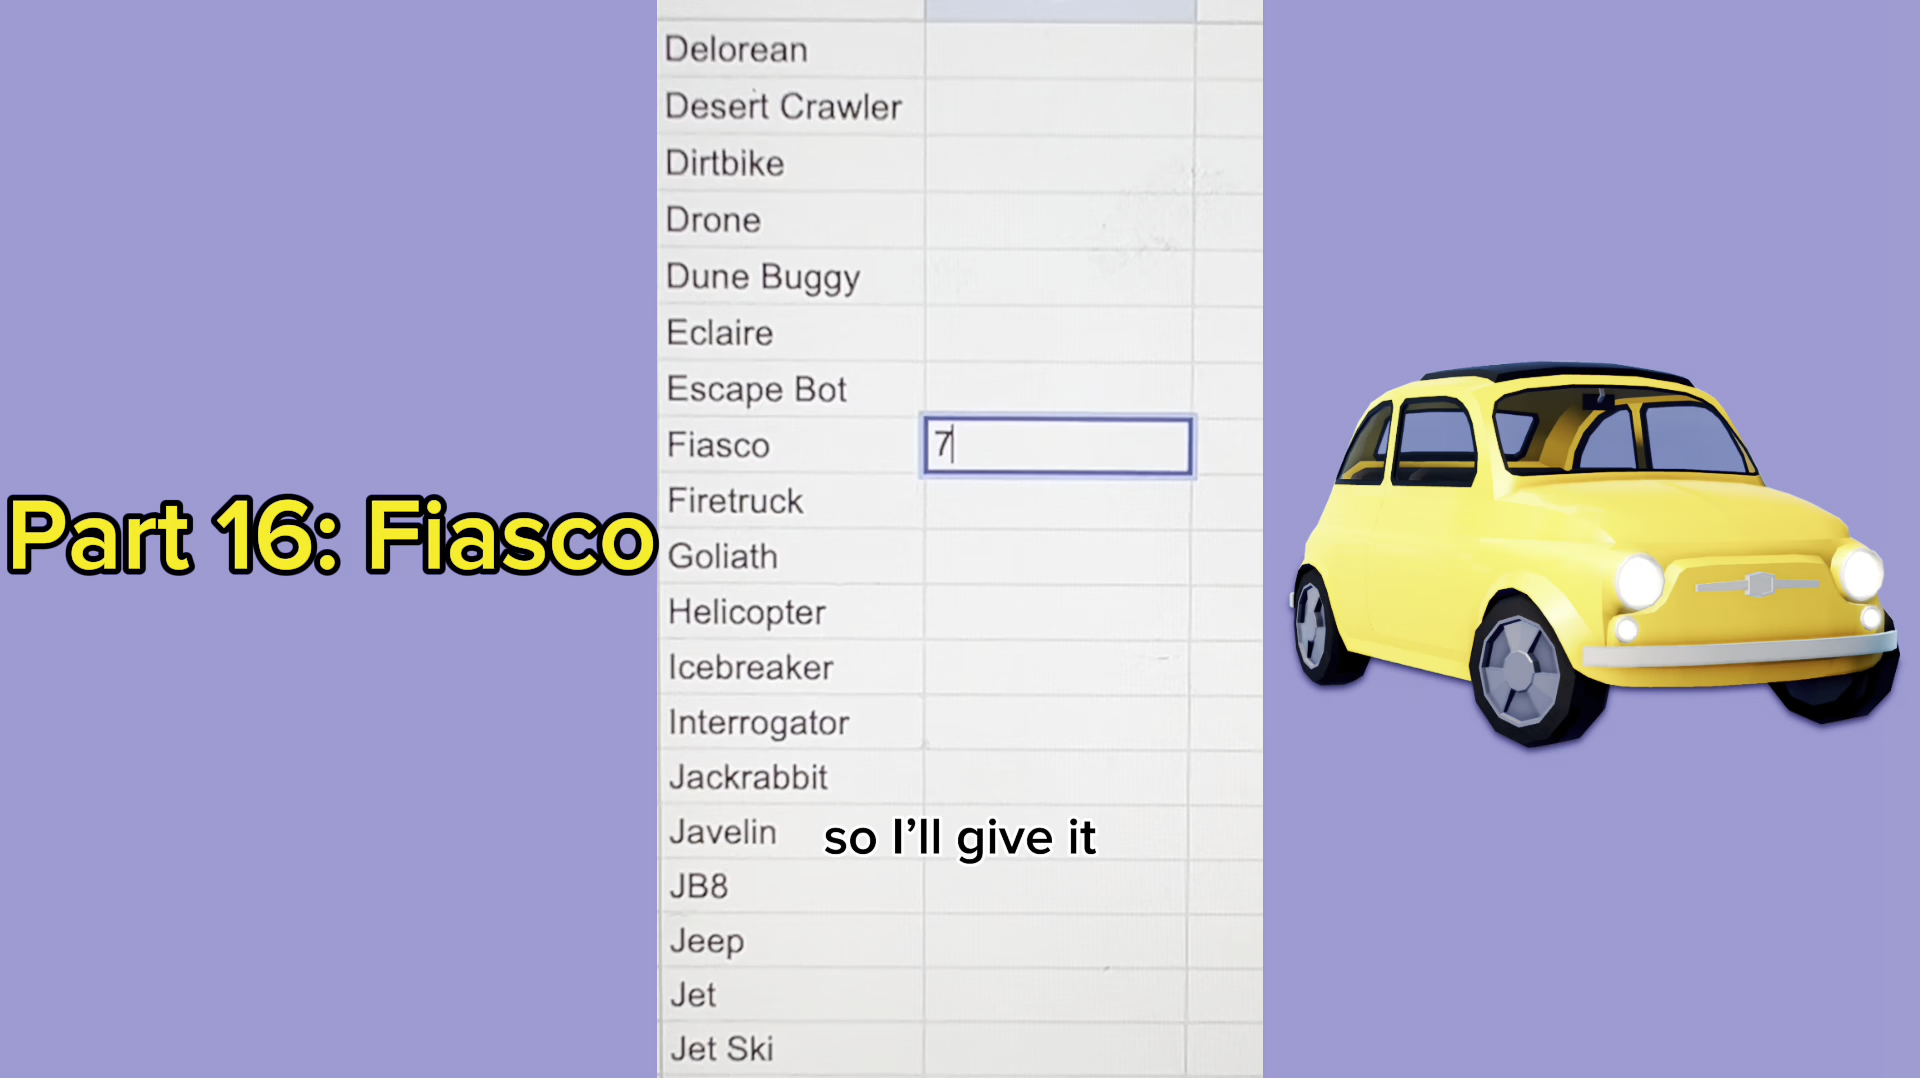 Part 16: Fiasco
Delorean
Desert Crawler
Dirtbike
Drone
Dune Buggy
Eclaire
Escape Bot
Fiasco 7
Firetruck
Goliath
Helicopter
Icebreaker
Interrogator
Jackrabbit
Javelin
so I'll give it
JB8
Jeep
Jet
Jet Ski